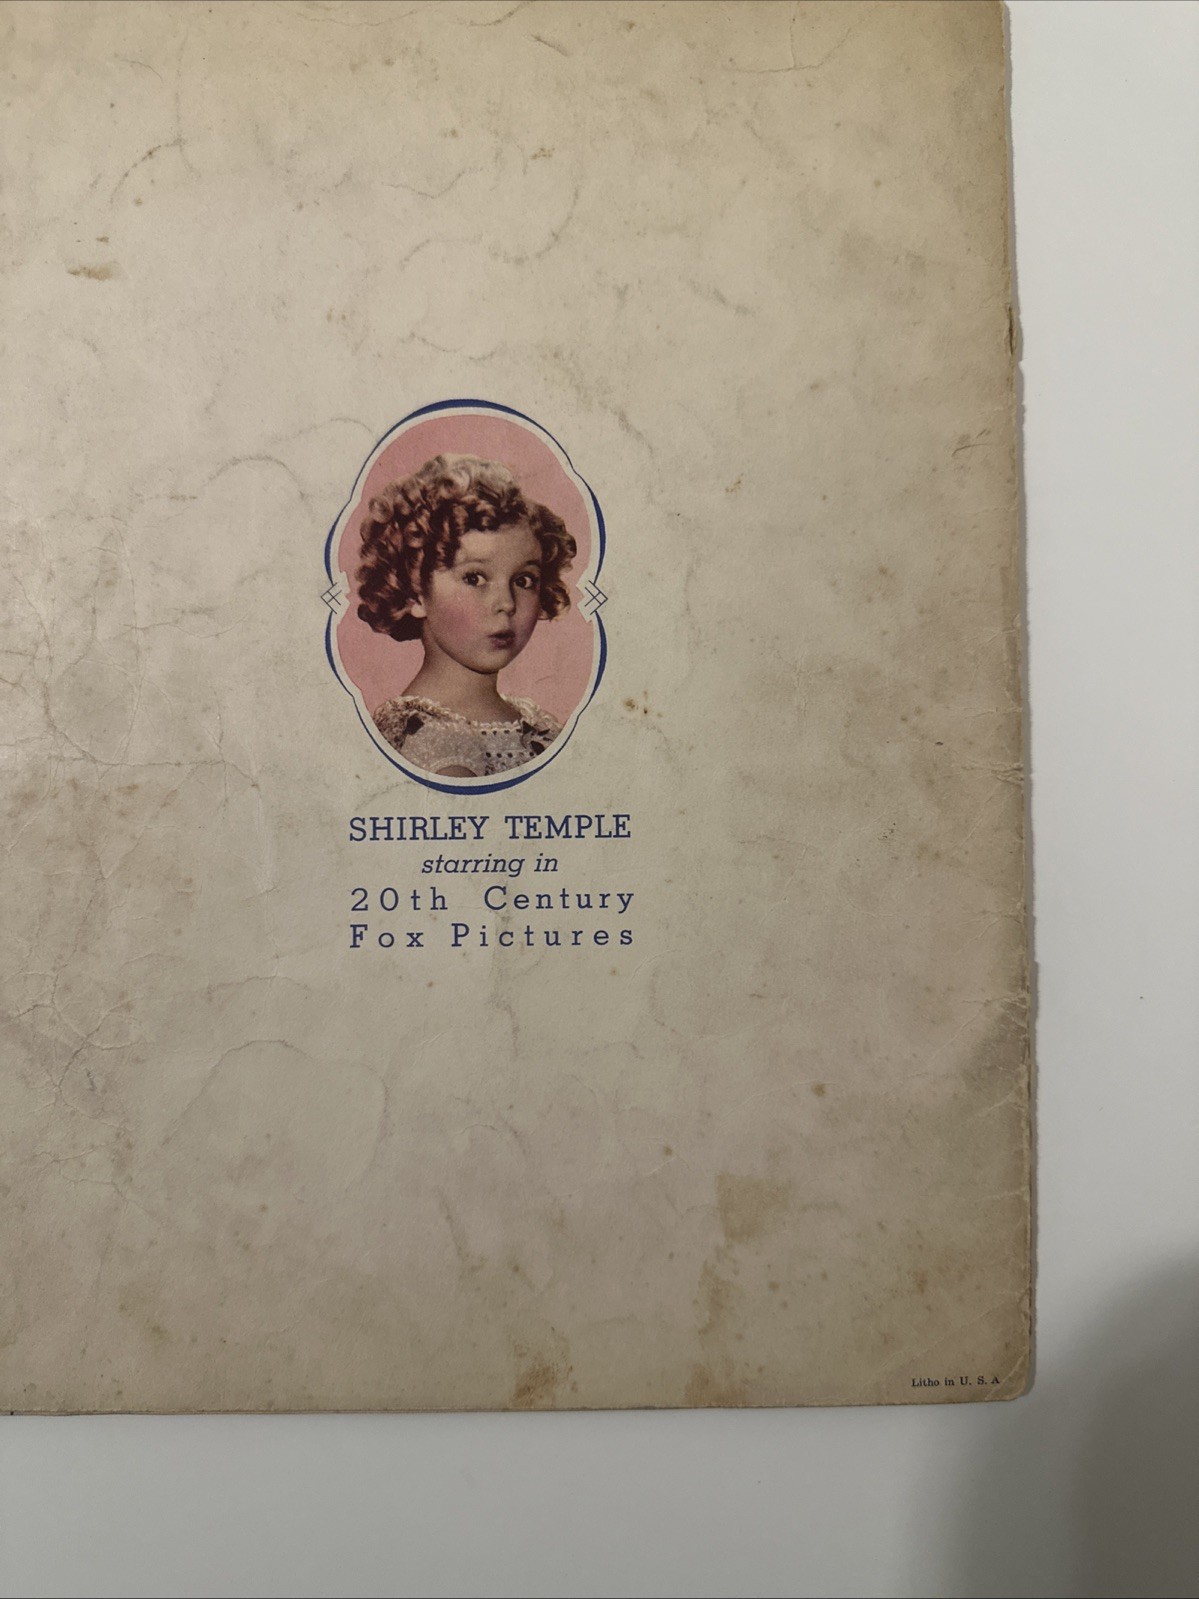 SHIRLEY TEMPLE
starring in
20th Century
Fox Pictures
Litho in U. S. A